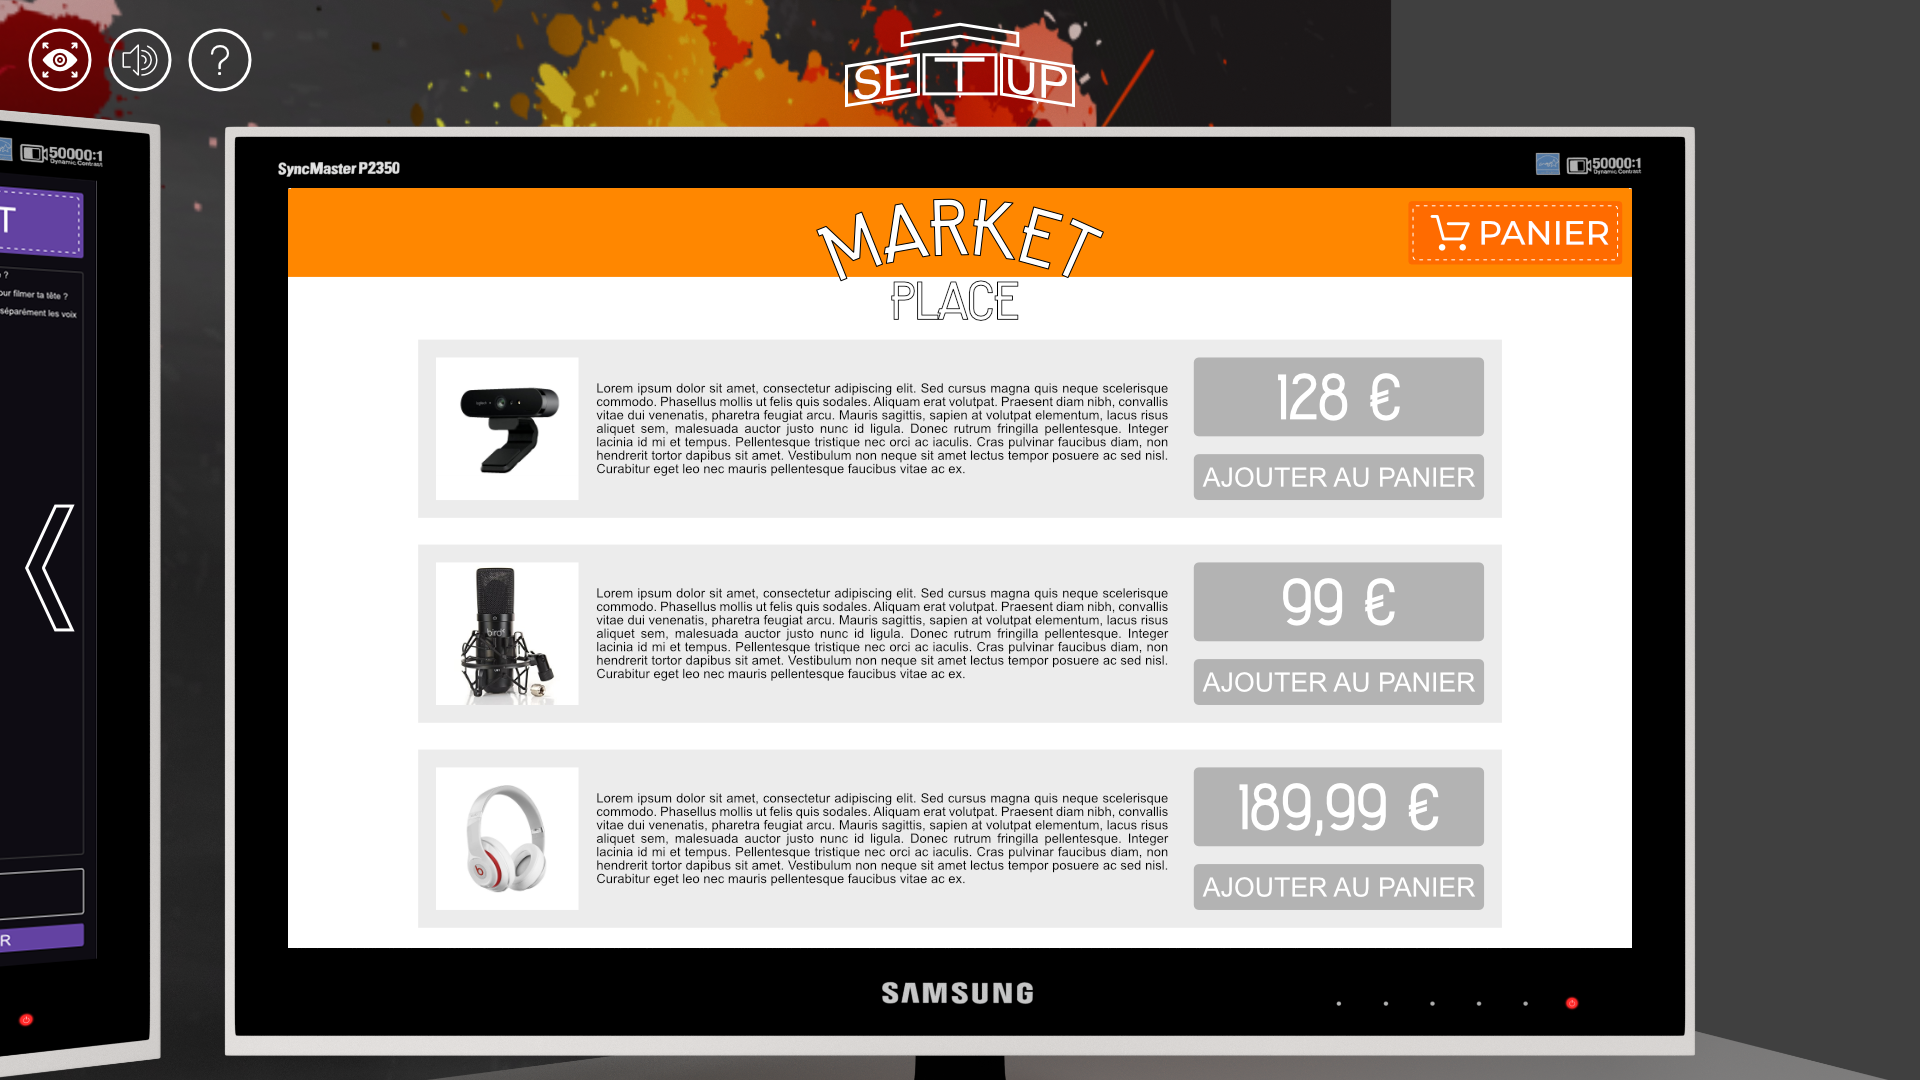 ?
SETUP
50000:1
Dynamic Contrast
T
?
our filmer ta tête ?
séparément les voix
R
SyncMaster P2350
50000:1
Dynamic Contrast
MARKET
PLACE
PANIER
Lorem ipsum dolor sit amet, consectetur adipiscing elit. Sed cursus magna quis neque scelerisque
commodo. Phasellus mollis ut felis quis sodales. Aliquam erat volutpat. Praesent diam nibh, convallis
vitae dui venenatis, pharetra feugiat arcu. Mauris sagittis, sapien at volutpat elementum, lacus risus
aliquet sem, malesuada auctor justo nunc id ligula. Donec rutrum fringilla pellentesque. Integer
lacinia id mi et tempus. Pellentesque tristique nec orci ac iaculis. Cras pulvinar faucibus diam, non
hendrerit tortor dapibus sit amet. Vestibulum non neque sit amet lectus tempor posuere ac sed nisl.
Curabitur eget leo nec mauris pellentesque faucibus vitae ac ex.
128 €
AJOUTER AU PANIER
bird
Lorem ipsum dolor sit amet, consectetur adipiscing elit. Sed cursus magna quis neque scelerisque
commodo. Phasellus mollis ut felis quis sodales. Aliquam erat volutpat. Praesent diam nibh, convallis
vitae dui venenatis, pharetra feugiat arcu. Mauris sagittis, sapien at volutpat elementum, lacus risus
aliquet sem, malesuada auctor justo nunc id ligula. Donec rutrum fringilla pellentesque. Integer
lacinia id mi et tempus. Pellentesque tristique nec orci ac iaculis. Cras pulvinar faucibus diam, non
hendrerit tortor dapibus sit amet. Vestibulum non neque sit amet lectus tempor posuere ac sed nisl.
Curabitur eget leo nec mauris pellentesque faucibus vitae ac ex.
99 €
AJOUTER AU PANIER
b
Lorem ipsum dolor sit amet, consectetur adipiscing elit. Sed cursus magna quis neque scelerisque
commodo. Phasellus mollis ut felis quis sodales. Aliquam erat volutpat. Praesent diam nibh, convallis
vitae dui venenatis, pharetra feugiat arcu. Mauris sagittis, sapien at volutpat elementum, lacus risus
aliquet sem, malesuada auctor justo nunc id ligula. Donec rutrum fringilla pellentesque. Integer
lacinia id mi et tempus. Pellentesque tristique nec orci ac iaculis. Cras pulvinar faucibus diam, non
hendrerit tortor dapibus sit amet. Vestibulum non neque sit amet lectus tempor posuere ac sed nisl.
Curabitur eget leo nec mauris pellentesque faucibus vitae ac ex.
189,99 €
AJOUTER AU PANIER
SAMSUNG